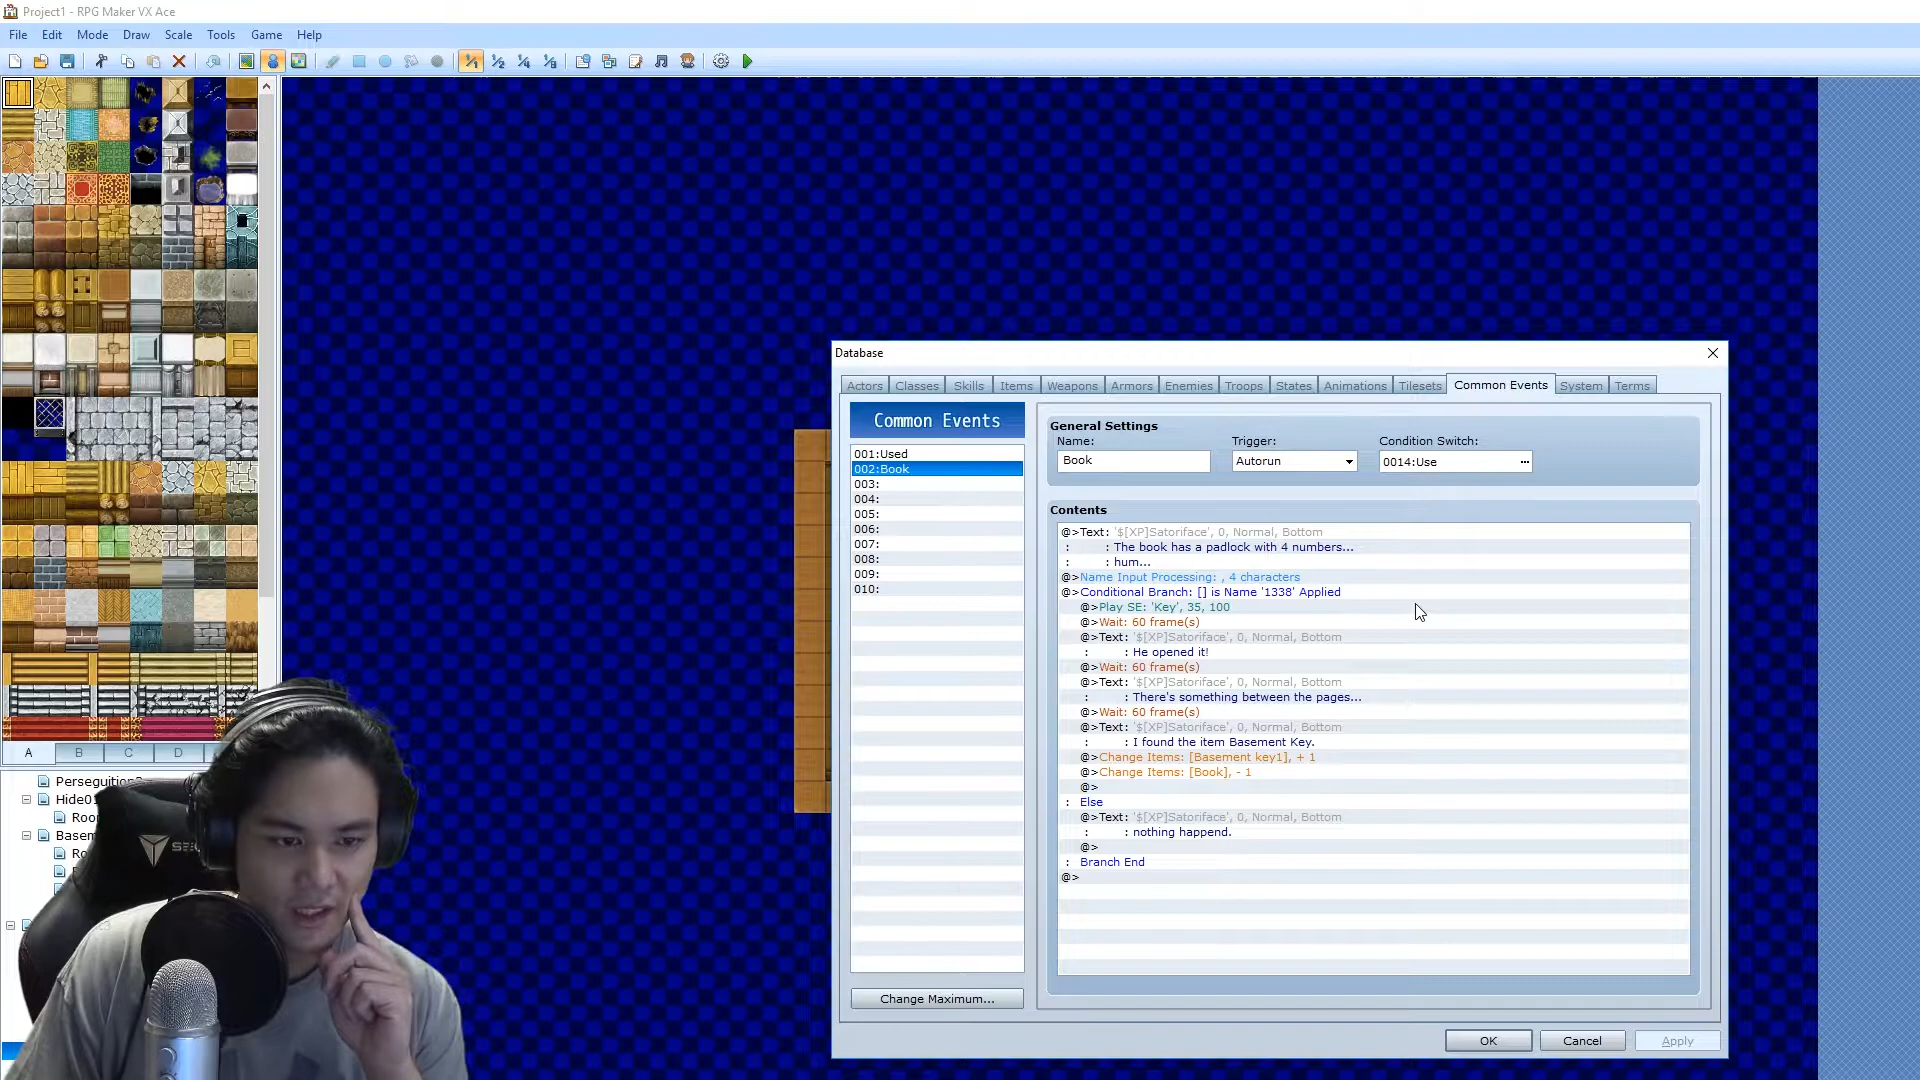 Project1 - RPG Maker VX Ace
File Edit Mode Draw Scale Tools Game Help
Database
Actors Classes Skills Items Weapons Armors Enemies Troops States Animations Tilesets Common Events System Terms
Common Events
001:Used
002:Book
003:
004:
005:
006:
007:
008:
009:
010:
Change Maximum...
General Settings
Name: Trigger: Condition Switch:
Book Autorun 0014:Use ...
Contents
@>Text: '$[XP]Satoriface', 0, Normal, Bottom
: : The book has a padlock with 4 numbers...
: : hum...
@>Name Input Processing: , 4 characters
@>Conditional Branch: [] is Name '1338' Applied
@>Play SE: 'Key', 35, 100
@>Wait: 60 frame(s)
@>Text: '$[XP]Satoriface', 0, Normal, Bottom
: : He opened it!
@>Wait: 60 frame(s)
@>Text: '$[XP]Satoriface', 0, Normal, Bottom
: : There's something between the pages...
@>Wait: 60 frame(s)
@>Text: '$[XP]Satoriface', 0, Normal, Bottom
: : I found the item Basement Key.
@>Change Items: [Basement key1], + 1
@>Change Items: [Book], - 1
@>
: Else
@>Text: '$[XP]Satoriface', 0, Normal, Bottom
: : nothing happend.
@>
: Branch End
@>
OK Cancel Apply
A B C D